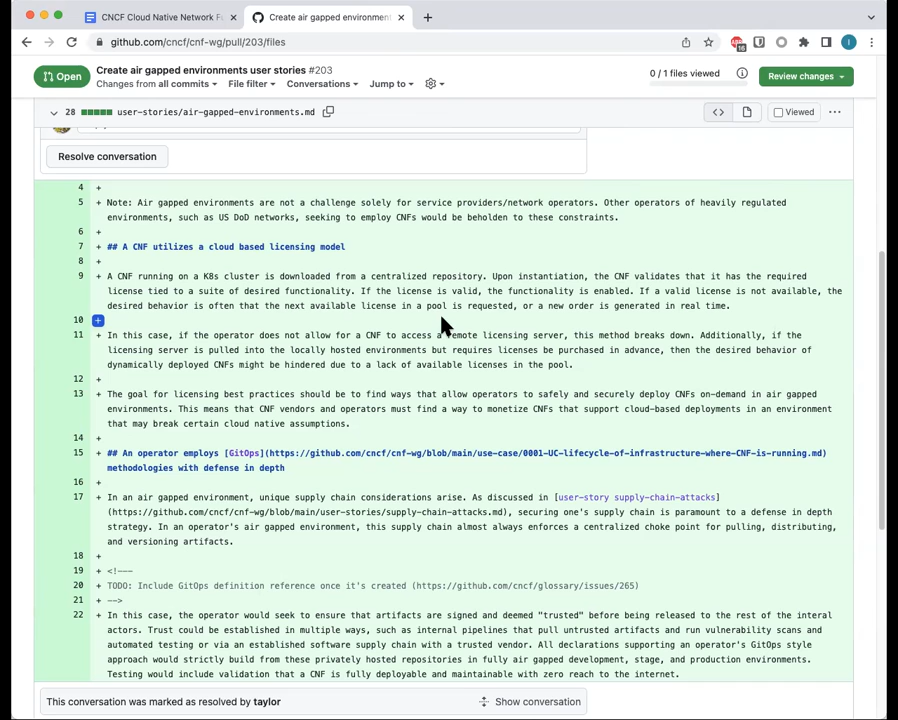 CNCF Cloud Native Network Fu
Create air gapped environmen
github.com/cncf/cnf-wg/pull/203/files
15
I
Open
Create air gapped environments user stories #203
Changes from all commits
File filter
Conversations
Jump to
0 / 1 files viewed
Review changes
28
user-stories/air-gapped-environments.md
Viewed
Resolve conversation
4 +
5 + Note: Air gapped environments are not a challenge solely for service providers/network operators. Other operators of heavily regulated
environments, such as US DoD networks, seeking to employ CNFs would be beholden to these constraints.
6 +
7 + ## A CNF utilizes a cloud based licensing model
8 +
9 + A CNF running on a K8s cluster is downloaded from a centralized repository. Upon instantiation, the CNF validates that it has the required
license tied to a suite of desired functionality. If the license is valid, the functionality is enabled. If a valid license is not available, the
desired behavior is often that the next available license in a pool is requested, or a new order is generated in real time.
10 +
11 + In this case, if the operator does not allow for a CNF to access a remote licensing server, this method breaks down. Additionally, if the
licensing server is pulled into the locally hosted environments but requires licenses be purchased in advance, then the desired behavior of
dynamically deployed CNFs might be hindered due to a lack of available licenses in the pool.
12 +
13 + The goal for licensing best practices should be to find ways that allow operators to safely and securely deploy CNFs on-demand in air gapped
environments. This means that CNF vendors and operators must find a way to monetize CNFs that support cloud-based deployments in an environment
that may break certain cloud native assumptions.
14 +
15 + ## An operator employs [GitOps](https://github.com/cncf/cnf-wg/blob/main/use-case/0001-UC-lifecycle-of-infrastructure-where-CNF-is-running.md)
methodologies with defense in depth
16 +
17 + In an air gapped environment, unique supply chain considerations arise. As discussed in [user-story supply-chain-attacks]
(https://github.com/cncf/cnf-wg/blob/main/user-stories/supply-chain-attacks.md), securing one's supply chain is paramount to a defense in depth
strategy. In an operator's air gapped environment, this supply chain almost always enforces a centralized choke point for pulling, distributing,
and versioning artifacts.
18 +
19 + <!---
20 + TODO: Include GitOps definition reference once it's created (https://github.com/cncf/glossary/issues/265)
21 + -->
22 + In this case, the operator would seek to ensure that artifacts are signed and deemed "trusted" before being released to the rest of the interal
actors. Trust could be established in multiple ways, such as internal pipelines that pull untrusted artifacts and run vulnerability scans and
automated testing or via an established software supply chain with a trusted vendor. All declarations supporting an operator's GitOps style
approach would strictly build from these privately hosted repositories in fully air gapped development, stage, and production environments.
Testing would include validation that a CNF is fully deployable and maintainable with zero reach to the internet.
This conversation was marked as resolved by taylor
Show conversation